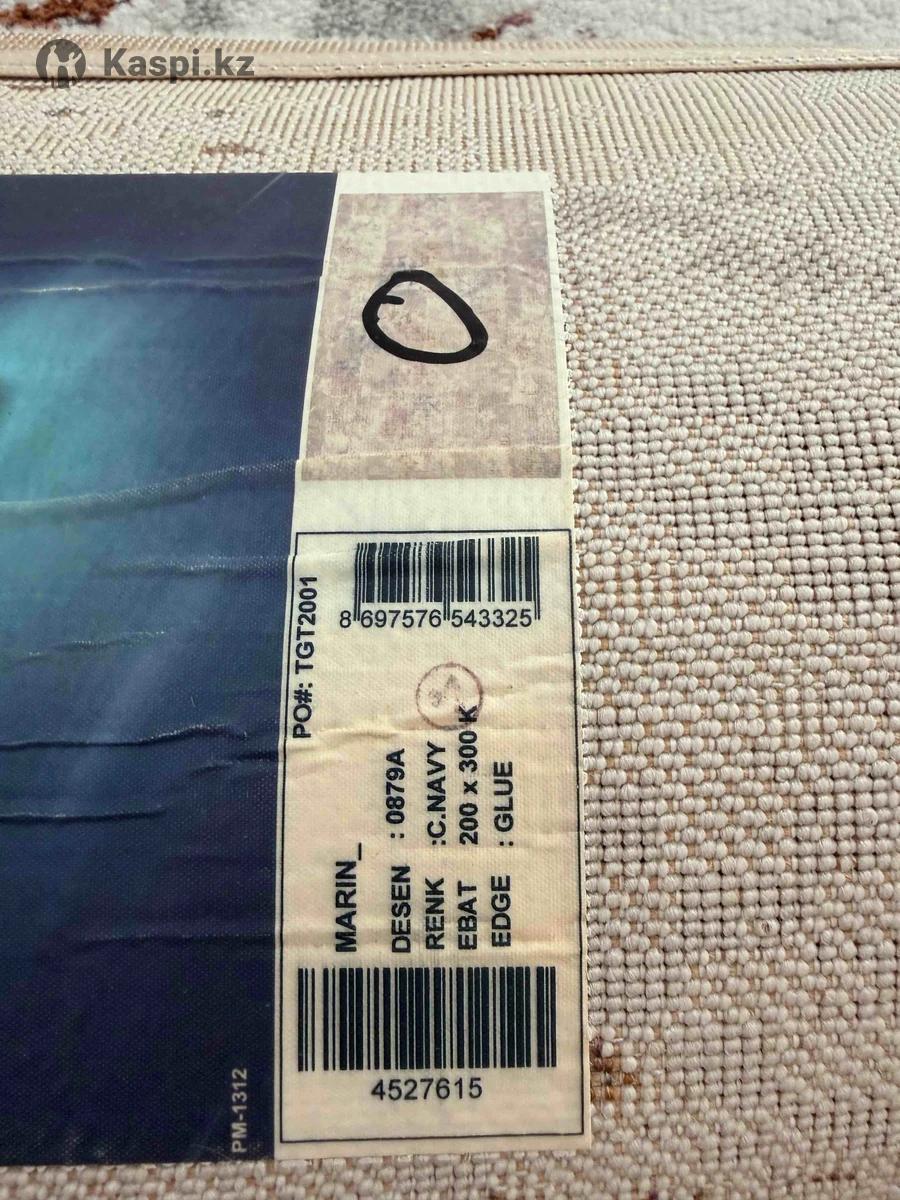 Kaspi.kz
8 697576 543325
PO#: TGT2001
MARIN_
DESEN : 0879A
RENK :C.NAVY
EBAT 200 x 300 K
EDGE : GLUE
4527615
PM-1312